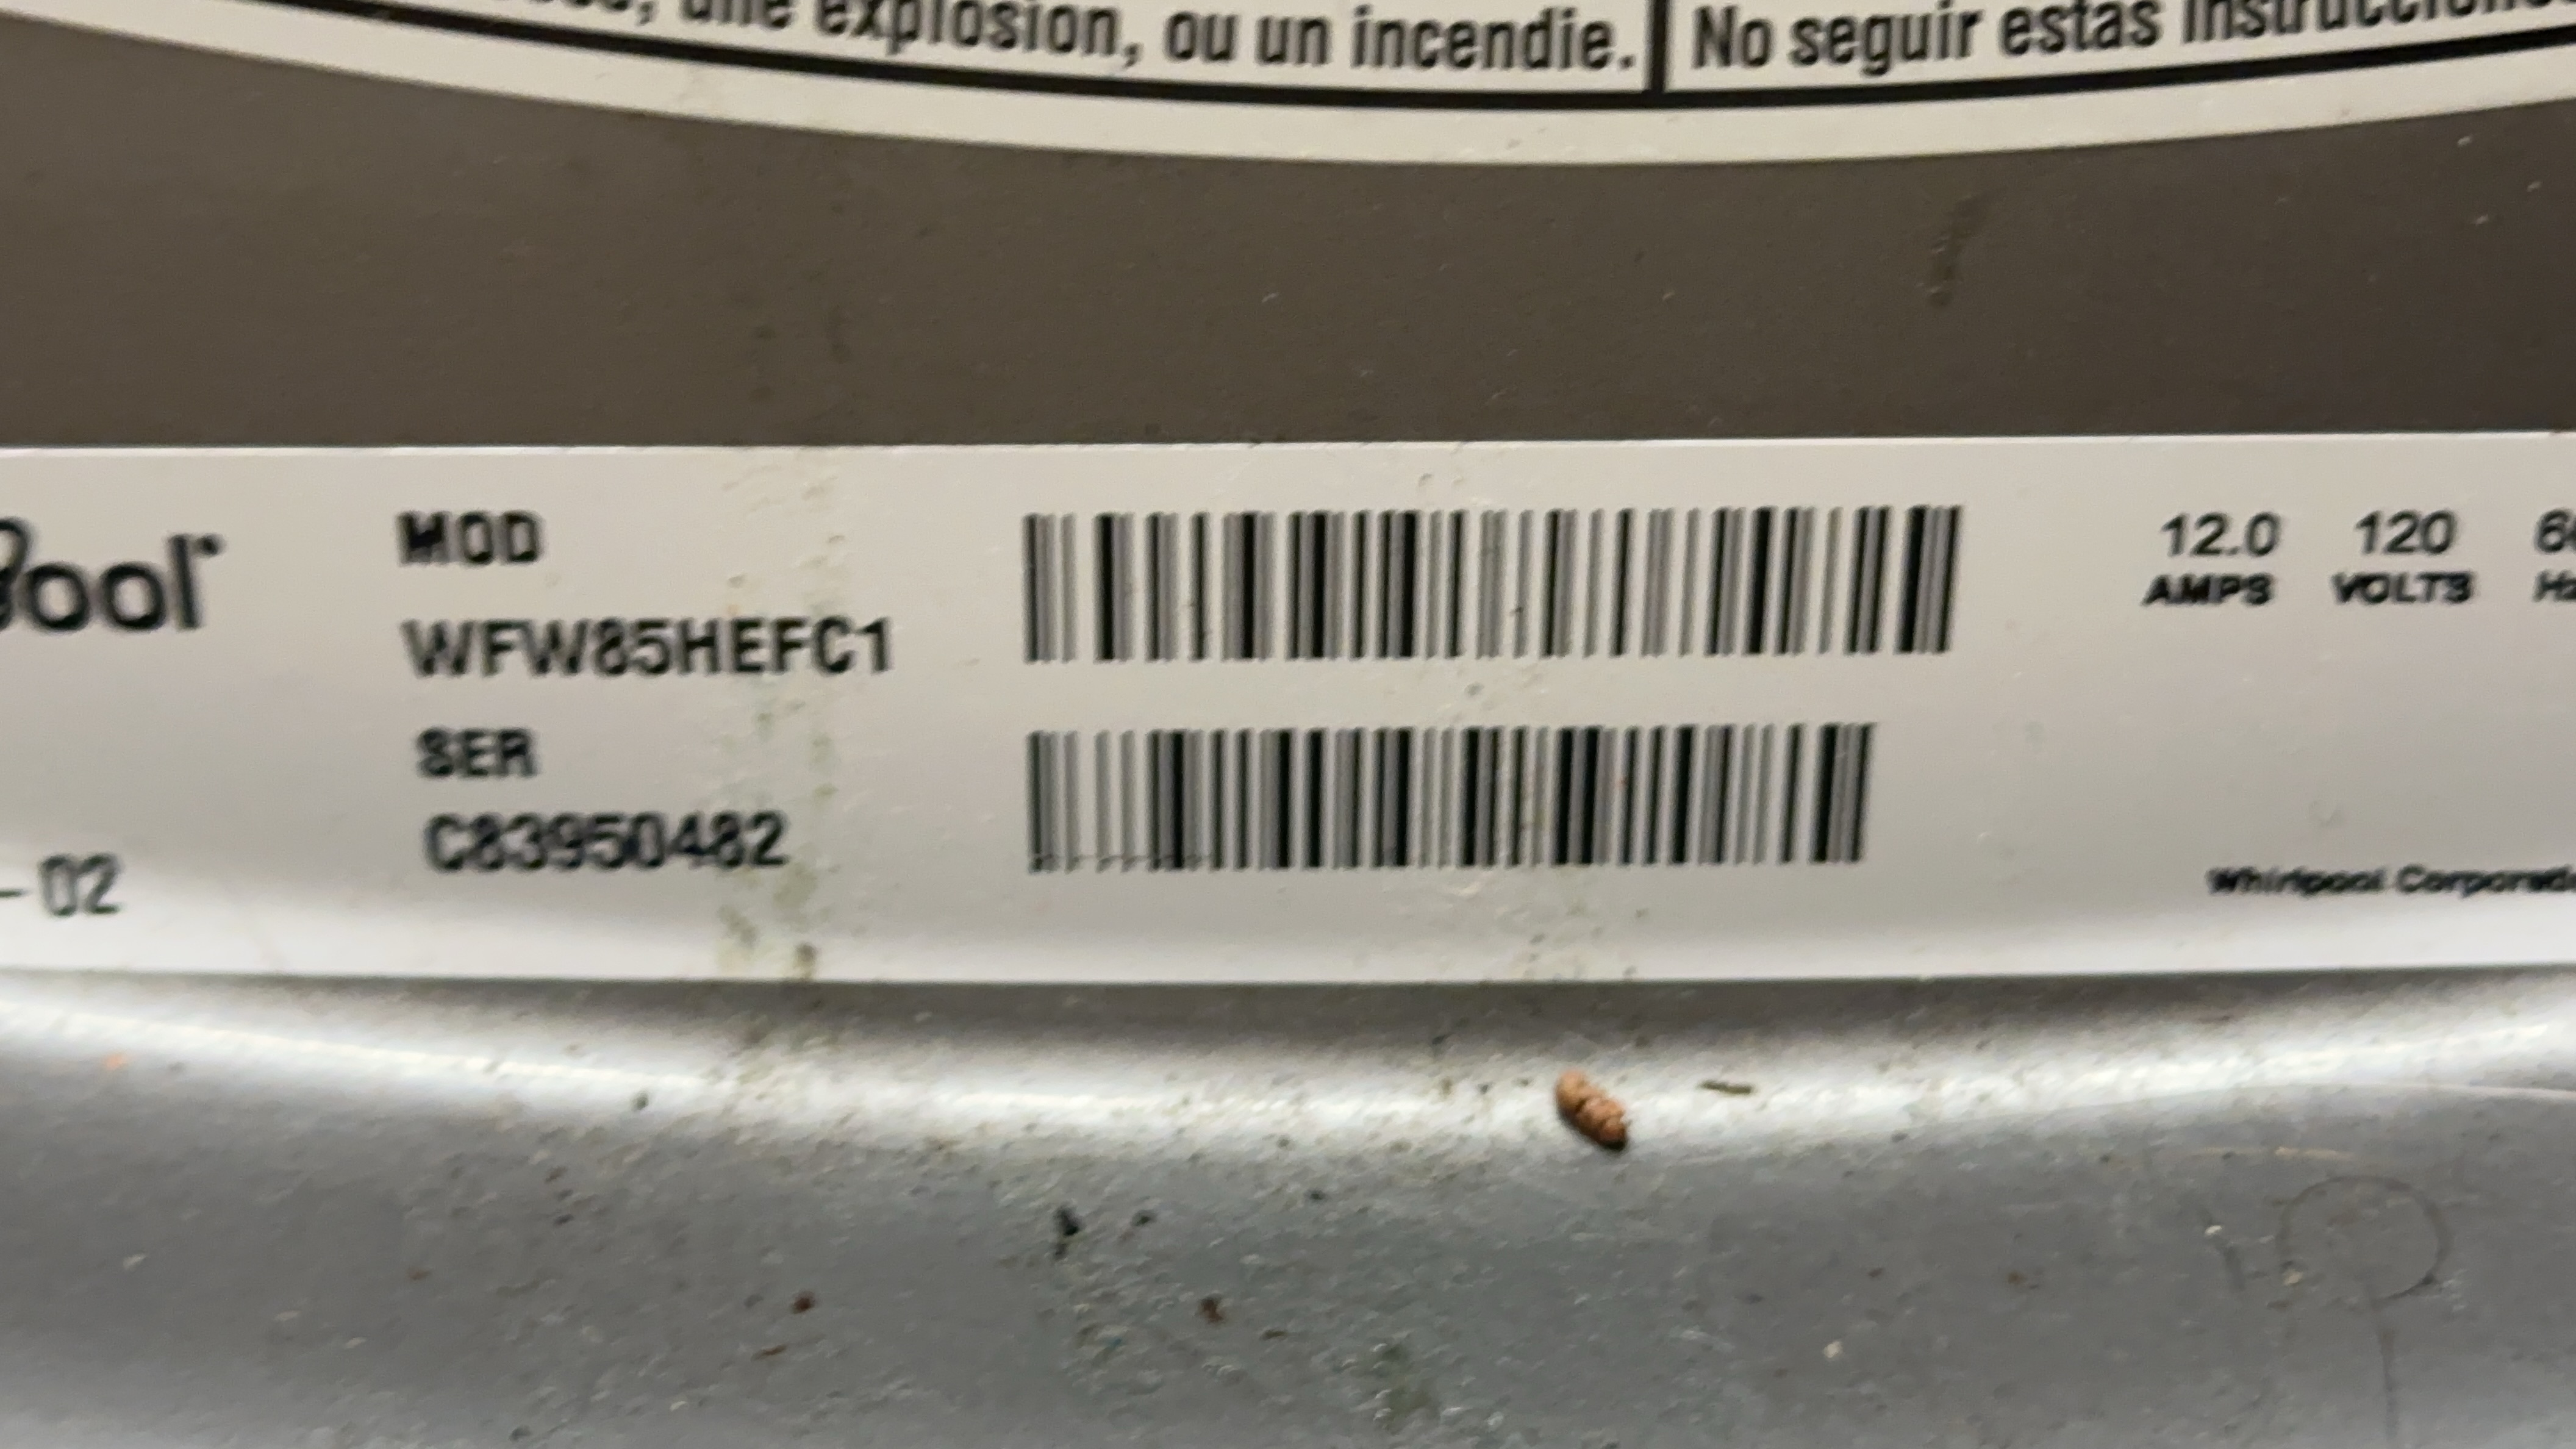 une explosion, ou un incendie.
No seguir estas
ool
MOD
WFW85HEFC1
SER
C83950482
-02
12.0 120
AMPS VOLTS
Whirlpool